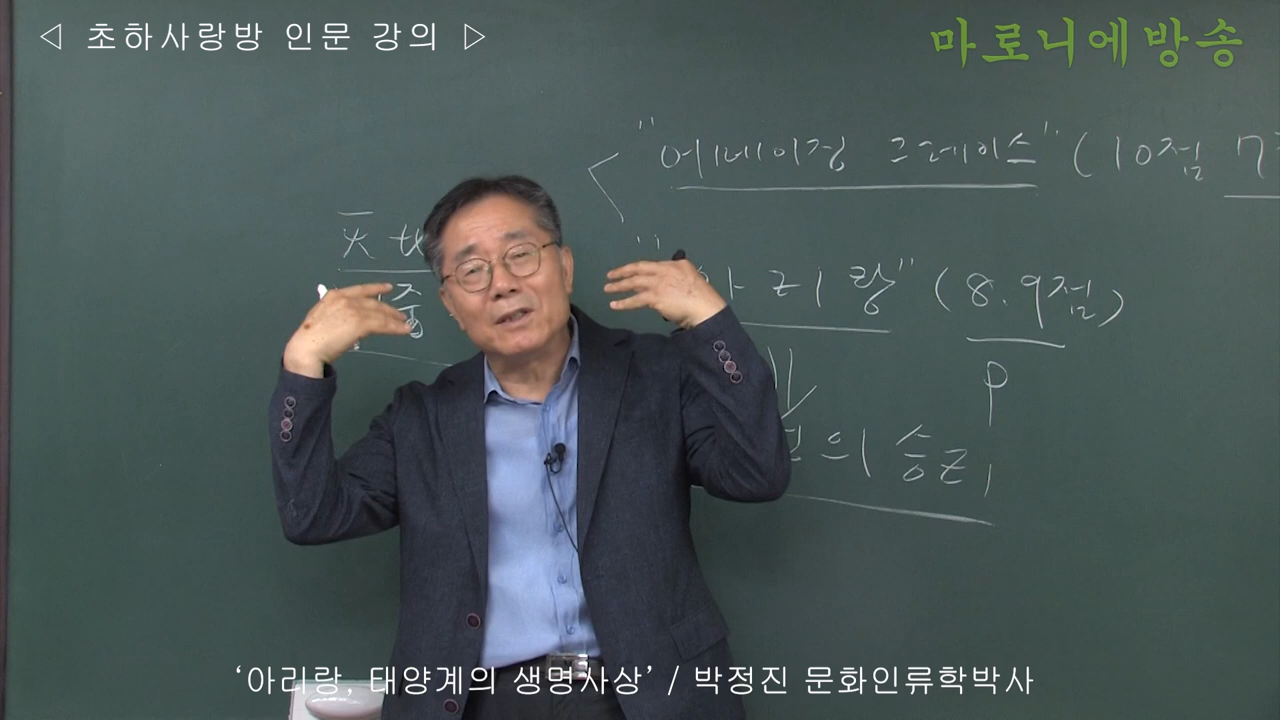 ◁ 초하사랑방 인문 강의 ▷
마로니에방송
"어메이징 그레이스" (10점 7
天
"아리랑" (8.9점)
P
의 승리
'아리랑, 태양계의 생명사상' / 박정진 문화인류학박사